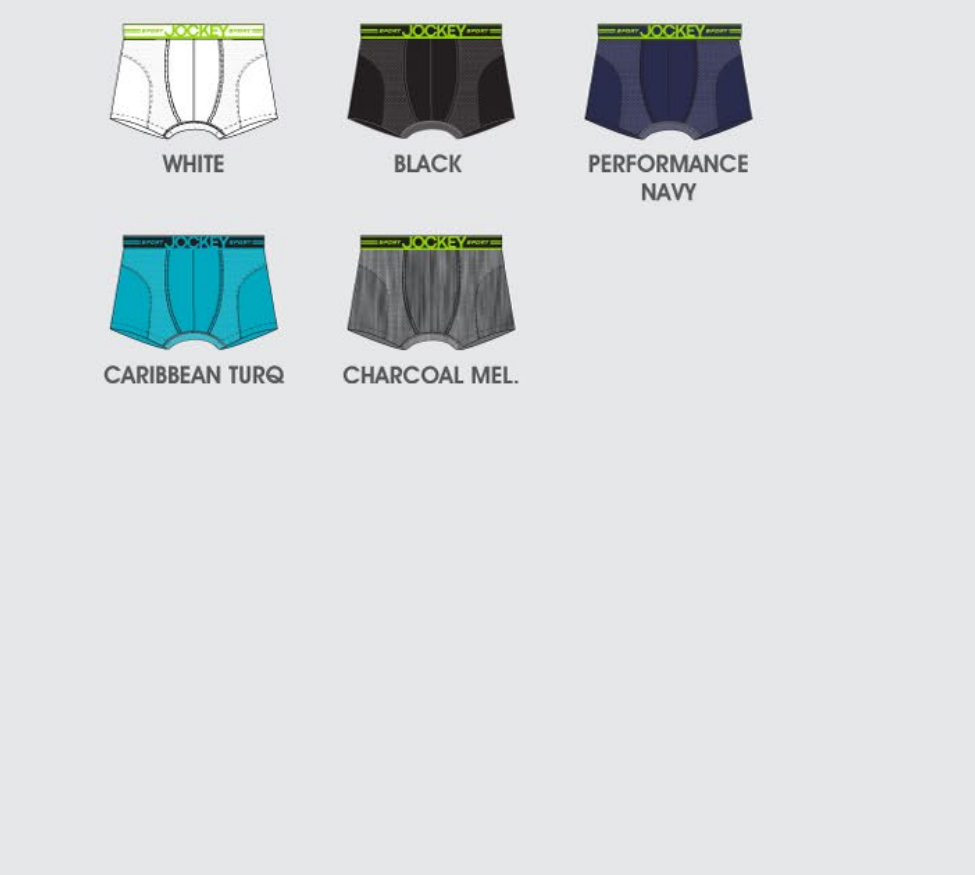 SPORT JOCKEY SPORT
SPORT JOCKEY SPORT
SPORT JOCKEY SPORT
WHITE
BLACK
PERFORMANCE
NAVY
SPORT JOCKEY SPORT
SPORT JOCKEY SPORT
CARIBBEAN TURQ
CHARCOAL MEL.